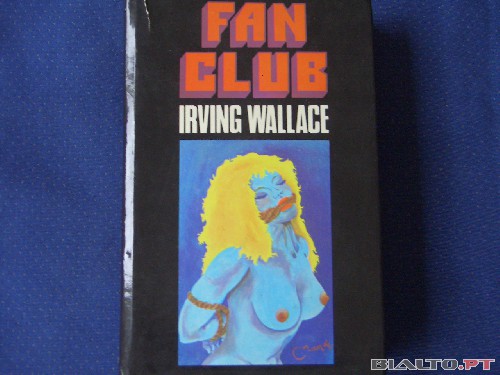 FAN
CLUB
IRVING WALLACE
BIALTO.PT